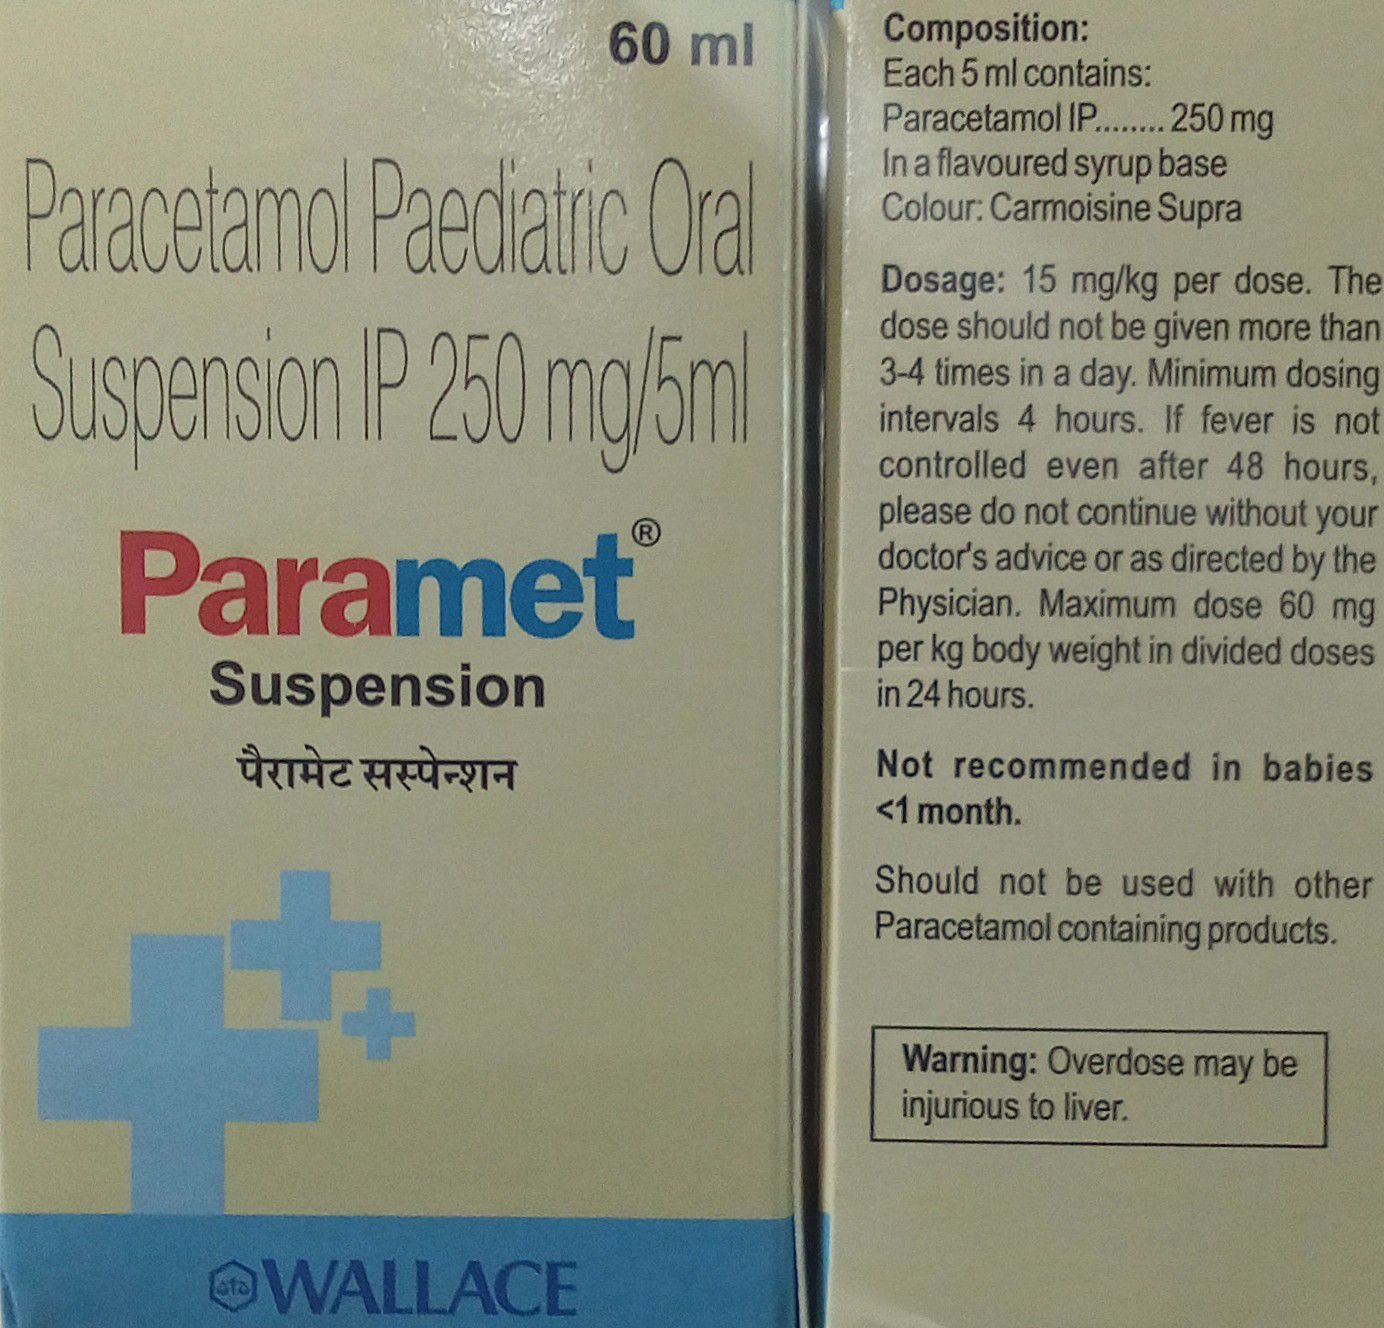 60 ml
Paracetamol Paediatric Oral
Suspension IP 250 mg/5ml
Paramet®
Suspension
पैरामेट सस्पेन्शन
WALLACE
Composition:
Each 5 ml contains:
Paracetamol IP........ 250 mg
In a flavoured syrup base
Colour: Carmoisine Supra
Dosage: 15 mg/kg per dose. The
dose should not be given more than
3-4 times in a day. Minimum dosing
intervals 4 hours. If fever is not
controlled even after 48 hours,
please do not continue without your
doctor's advice or as directed by the
Physician. Maximum dose 60 mg
per kg body weight in divided doses
in 24 hours.
Not recommended in babies
<1 month.
Should not be used with other
Paracetamol containing products.
Warning: Overdose may be
injurious to liver.